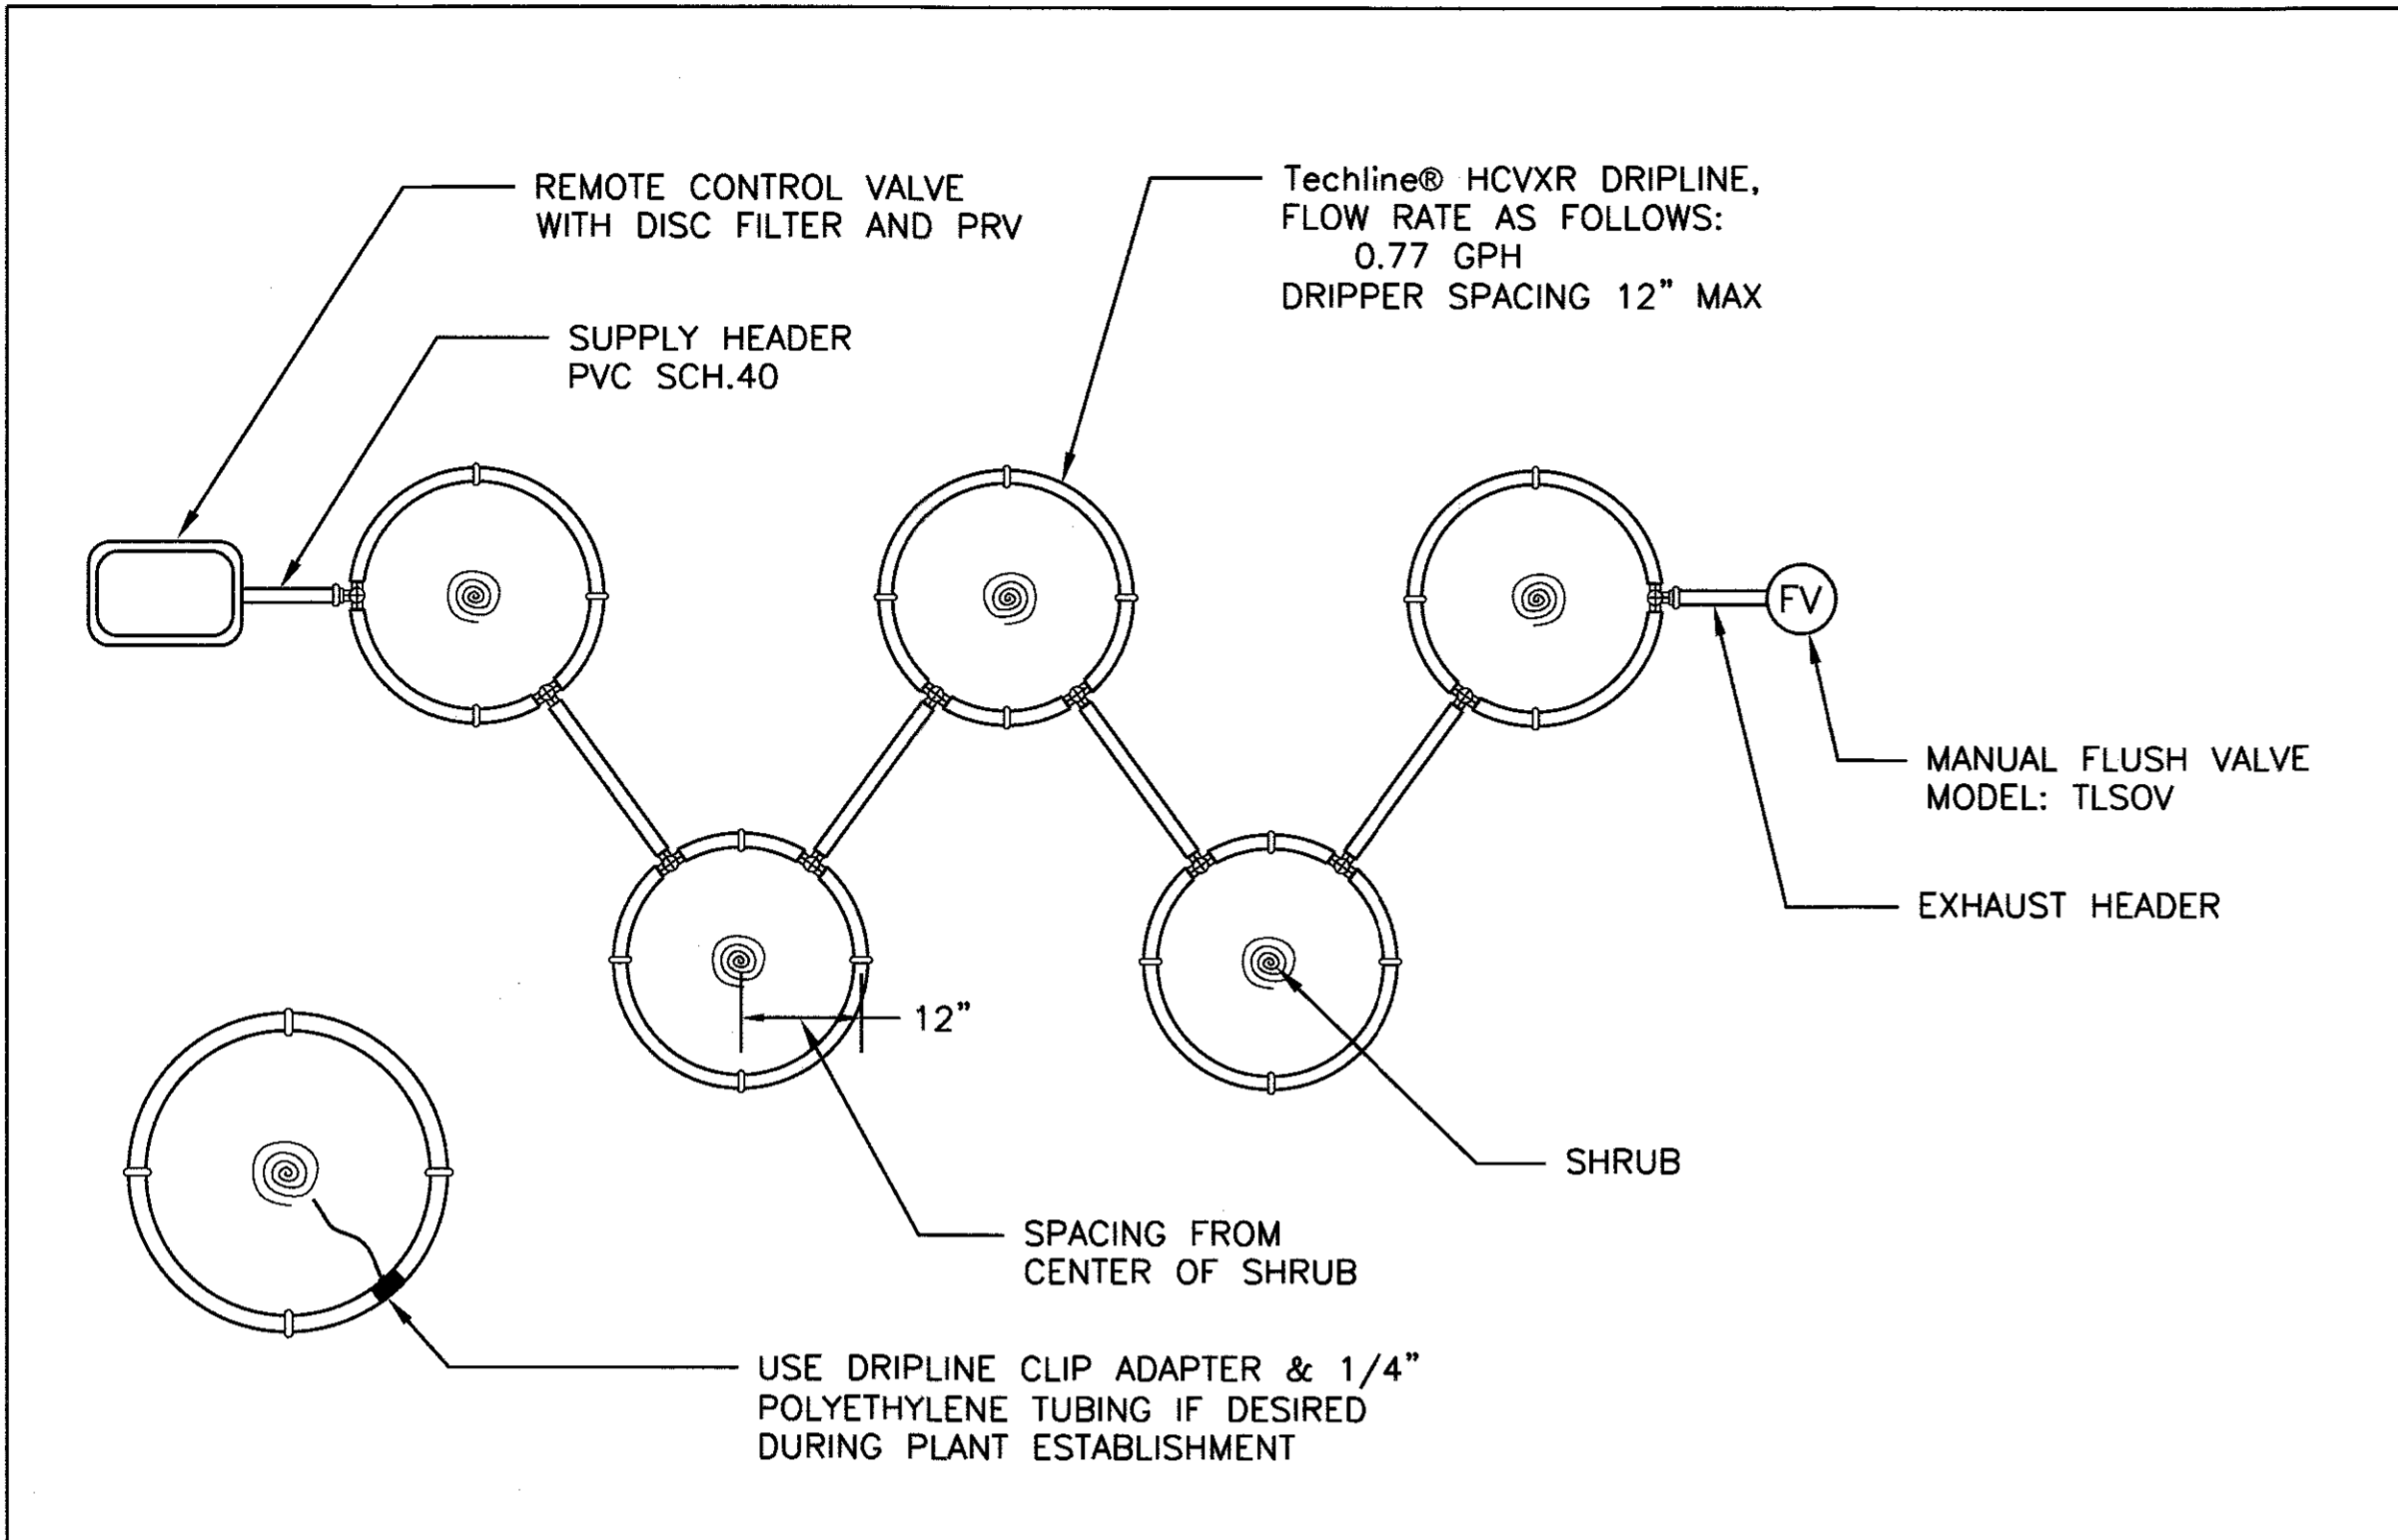 REMOTE CONTROL VALVE
WITH DISC FILTER AND PRV
Techline® HCVXR DRIPLINE,
FLOW RATE AS FOLLOWS:
0.77 GPH
DRIPPER SPACING 12” MAX
SUPPLY HEADER
PVC SCH.40
FV
MANUAL FLUSH VALVE
MODEL: TLSOV
EXHAUST HEADER
12”
SHRUB
SPACING FROM
CENTER OF SHRUB
USE DRIPLINE CLIP ADAPTER & 1/4”
POLYETHYLENE TUBING IF DESIRED
DURING PLANT ESTABLISHMENT